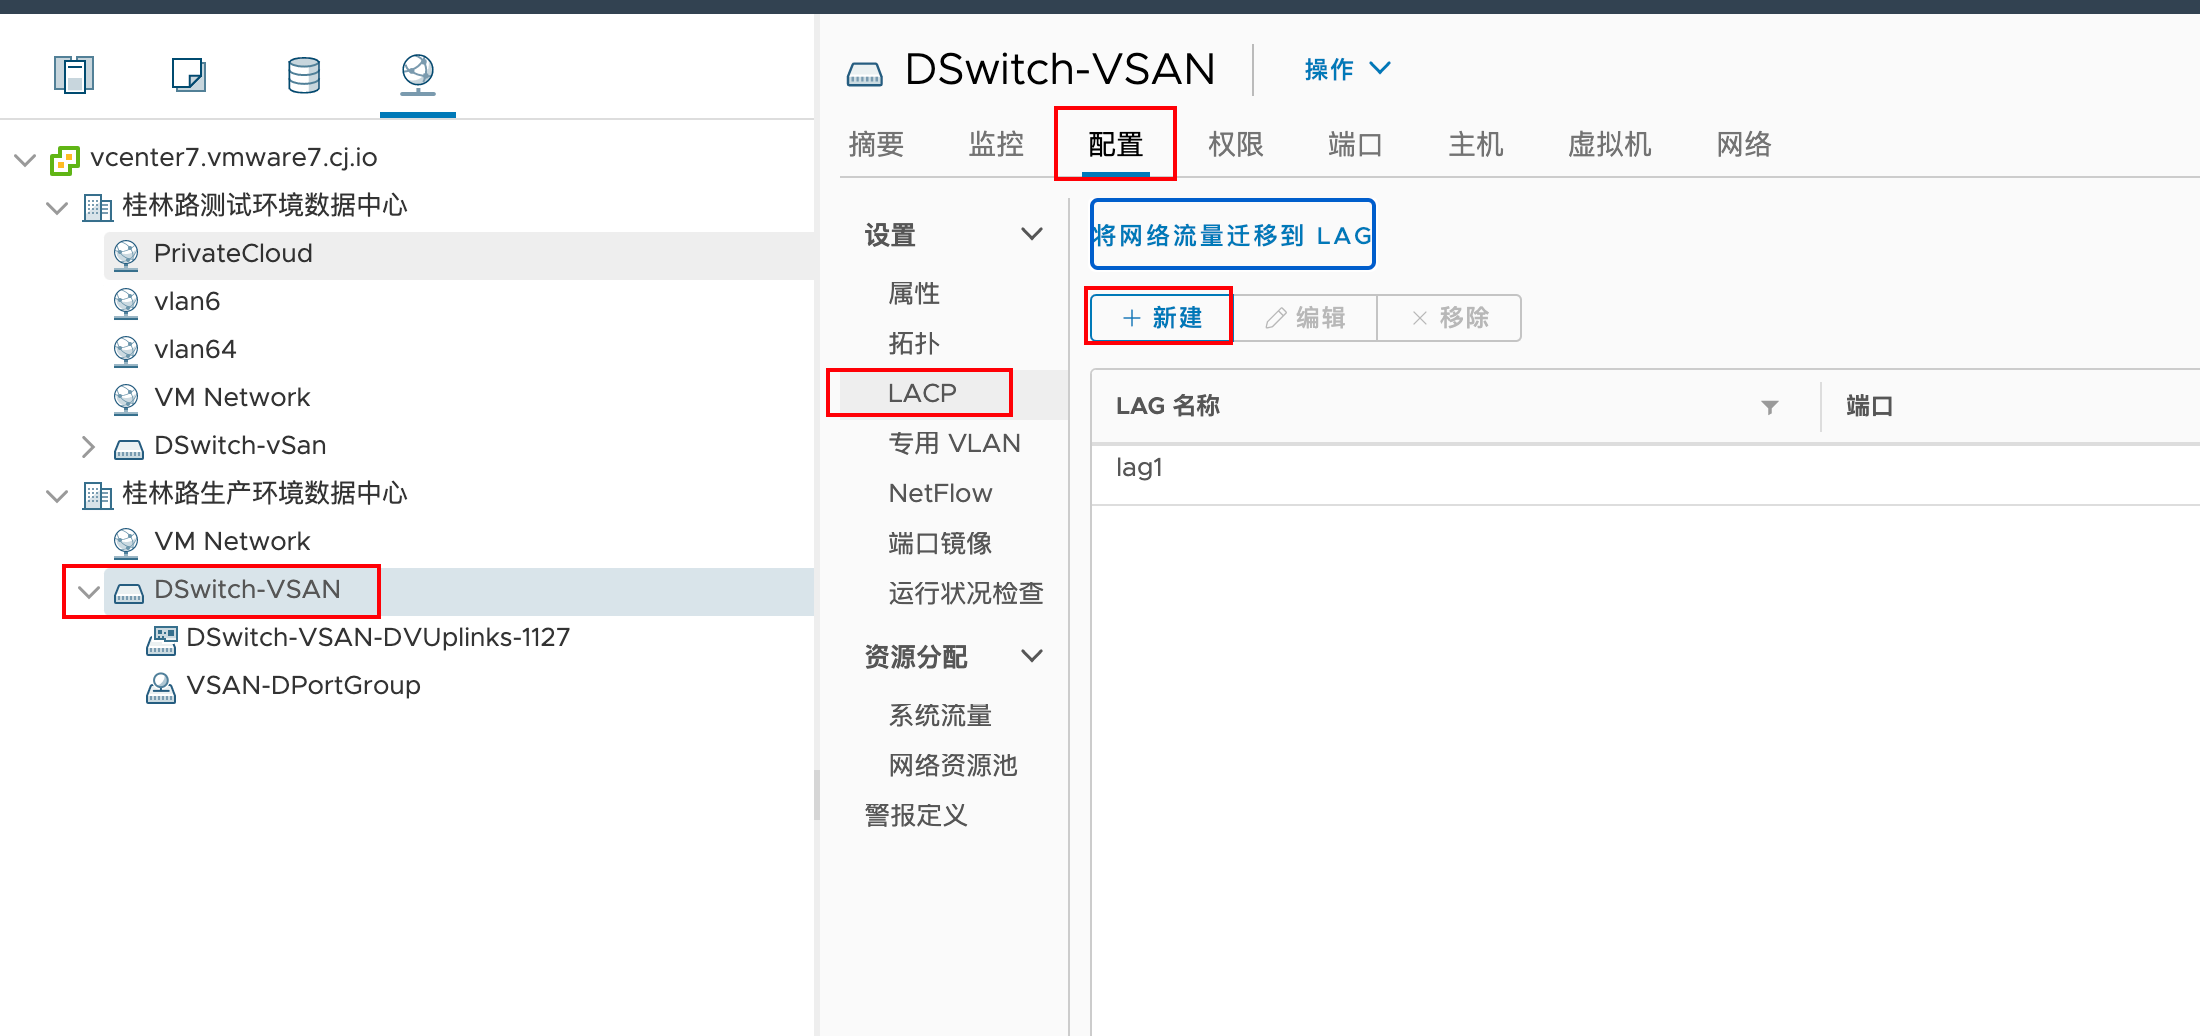 vcenter7.vmware7.cj.io
桂林路测试环境数据中心
PrivateCloud
vlan6
vlan64
VM Network
DSwitch-vSan
桂林路生产环境数据中心
VM Network
DSwitch-VSAN
DSwitch-VSAN-DVUplinks-1127
VSAN-DPortGroup
DSwitch-VSAN 操作
摘要 监控 配置 权限 端口 主机 虚拟机 网络
设置
属性
拓扑
LACP
专用 VLAN
NetFlow
端口镜像
运行状况检查
资源分配
系统流量
网络资源池
警报定义
将网络流量迁移到 LAG
新建 编辑 移除
LAG 名称 端口
lag1